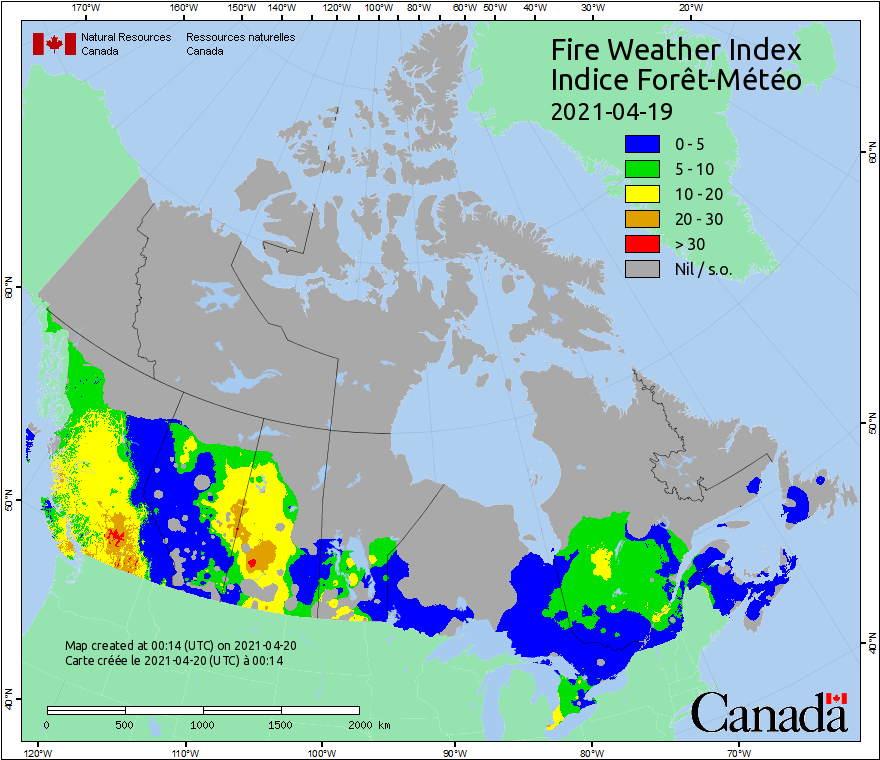 170°W 160°W 150°W 140°W 130°W 120°W 110°W 100°W 90°W 80°W 60°W 50°W 40°W 30°W 20°W
Natural Resources Ressources naturelles
Canada Canada
Fire Weather Index
Indice Forêt-Météo
2021-04-19
0 - 5
5 - 10
10 - 20
20 - 30
> 30
Nil / s.o.
60°N
60°N
50°N
50°N
40°N
40°N
Map created at 00:14 (UTC) on 2021-04-20
Carte créée le 2021-04-20 (UTC) à 00:14
0 500 1000 1500 2000 km
Canada
120°W 110°W 100°W 90°W 80°W 70°W